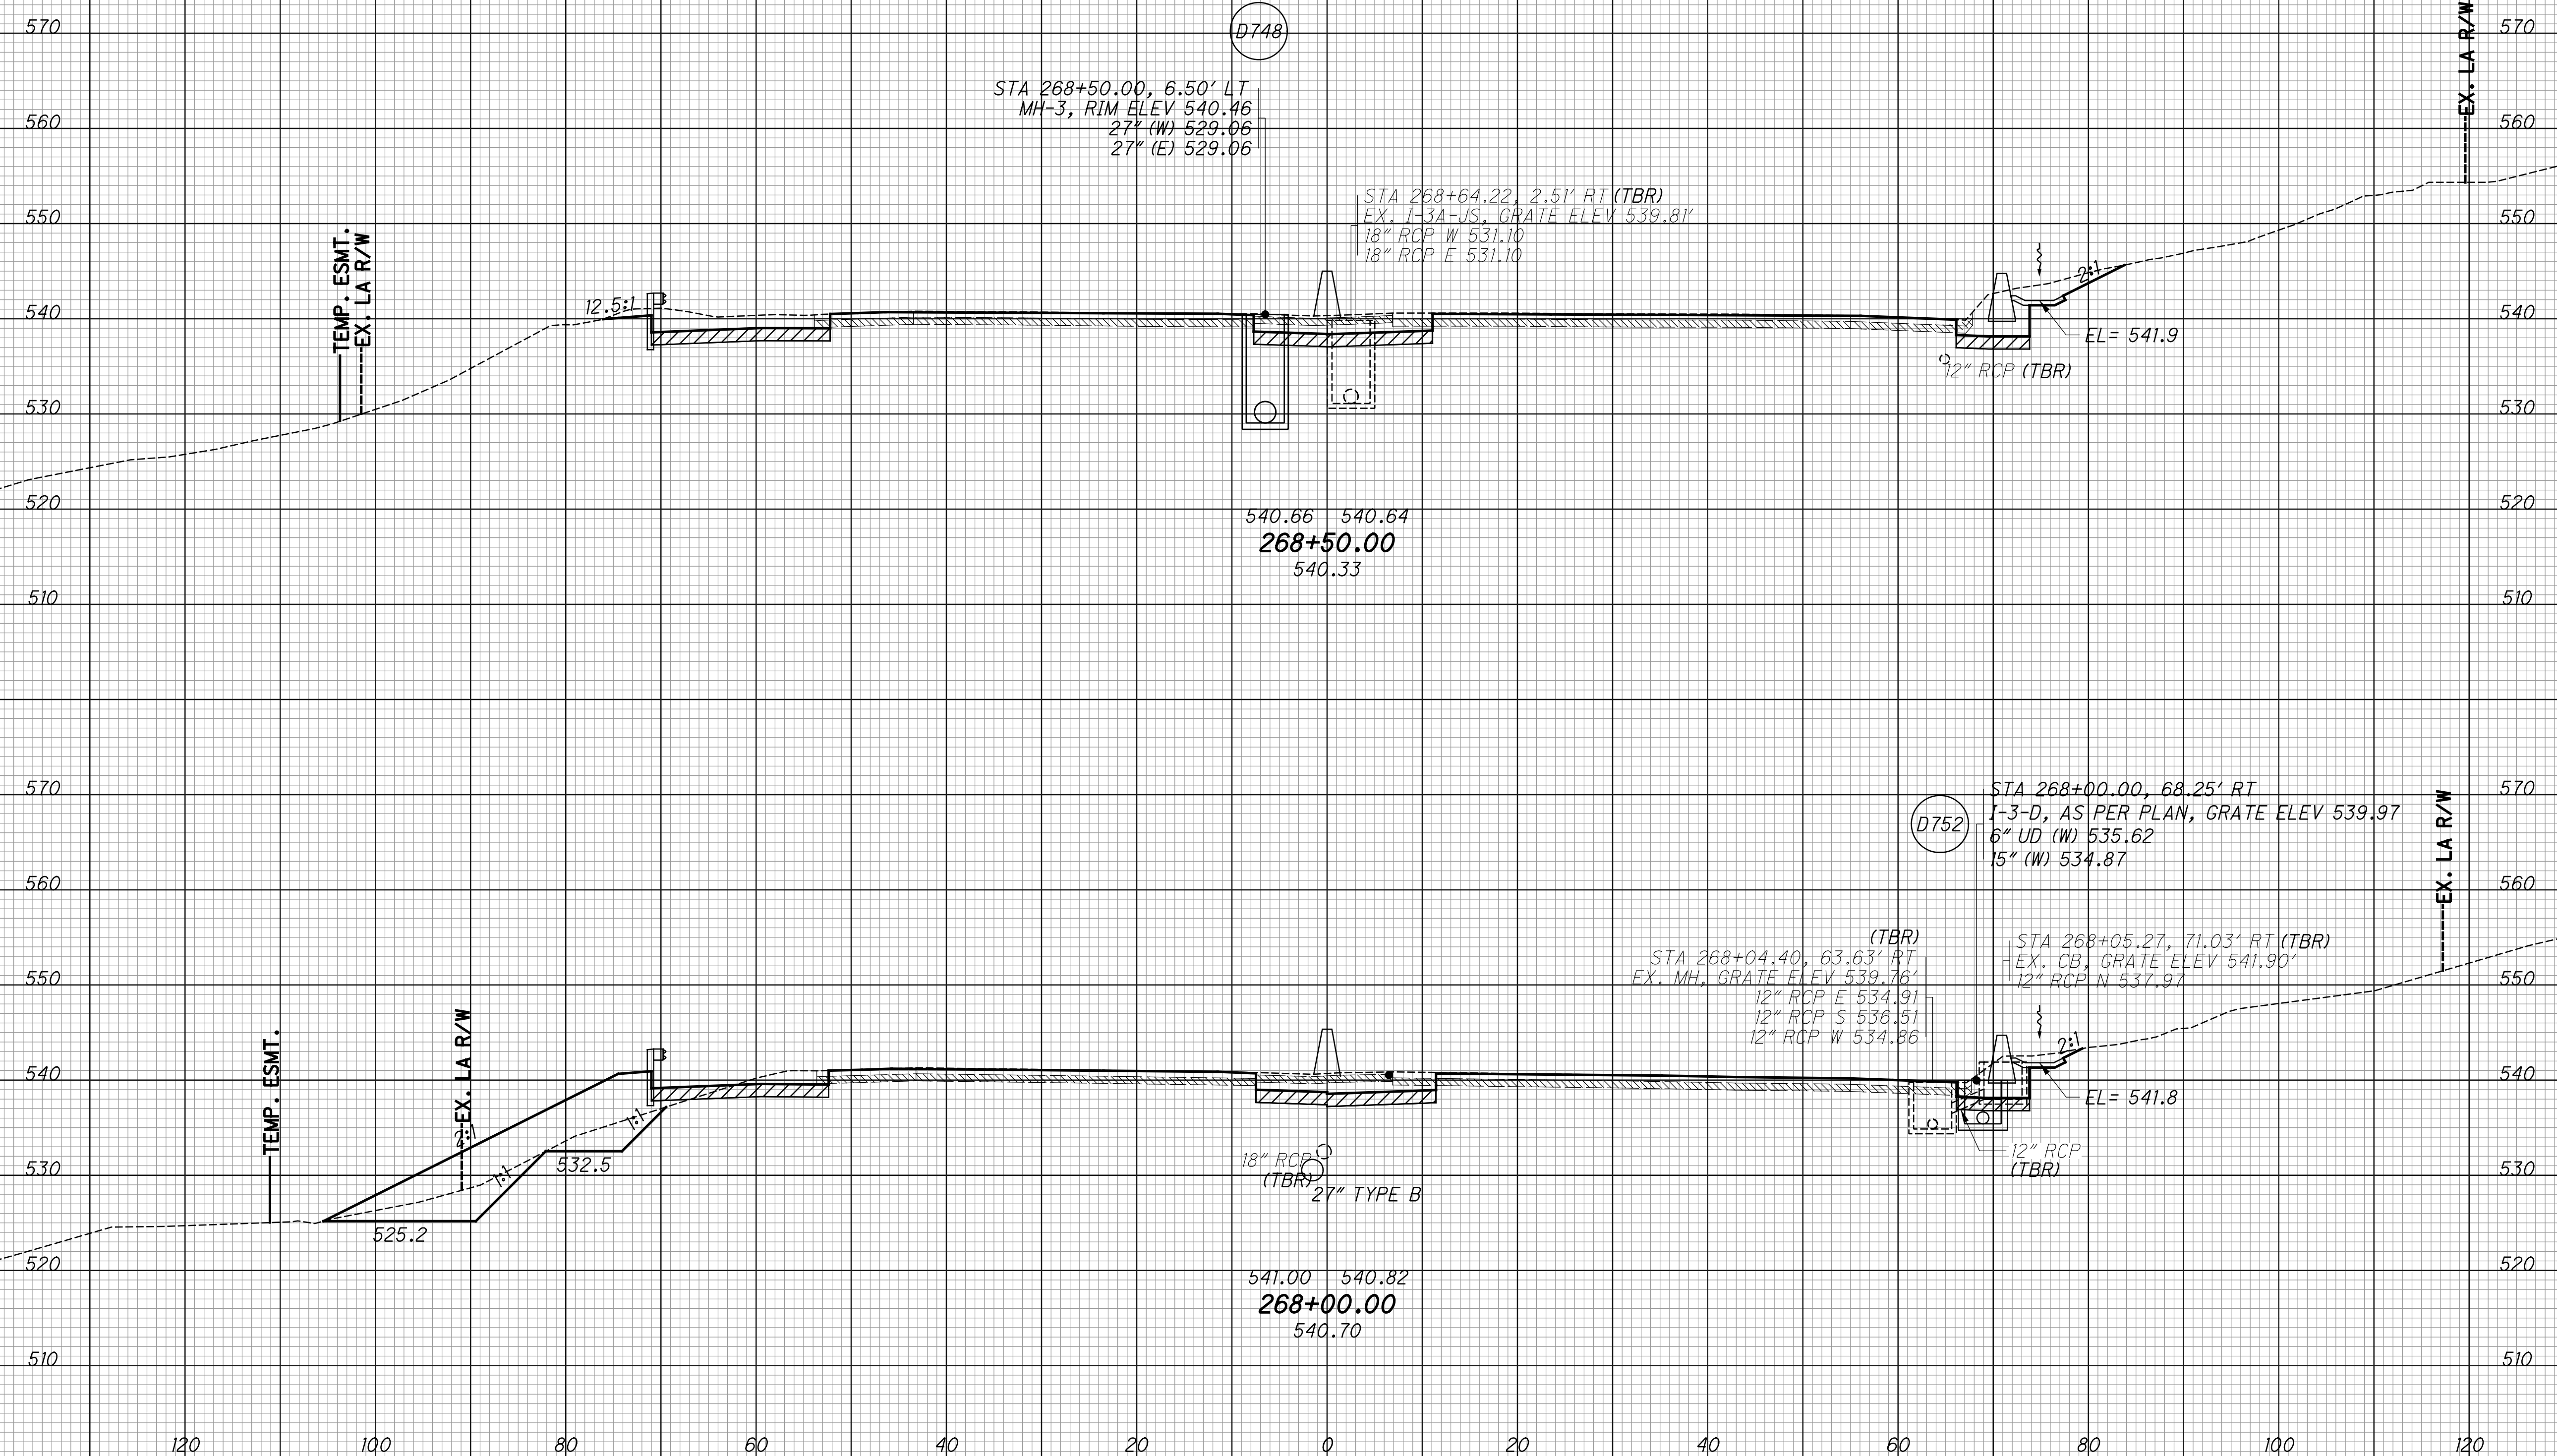 D748
570
570
EX. LA R/W
STA 268+50.00, 6.50' LT
MH-3, RIM ELEV 540.46
27" (W) 529.06
27" (E) 529.06
560
560
STA 268+64.22, 2.51' RT (TBR)
EX. I-3A-JS, GRATE ELEV 539.81'
18" RCP W 531.10
18" RCP E 531.10
550
550
TEMP. ESMT.
EX. LA R/W
12.5:1
2:1
540
540
EL= 541.9
12" RCP (TBR)
530
530
520
520
540.66 540.64
268+50.00
540.33
510
510
570
570
STA 268+00.00, 68.25' RT
I-3-D, AS PER PLAN, GRATE ELEV 539.97
6" UD (W) 535.62
15" (W) 534.87
D752
EX. LA R/W
560
560
(TBR)
STA 268+04.40, 63.63' RT
EX. MH, GRATE ELEV 539.76'
12" RCP E 534.91
12" RCP S 536.51
12" RCP W 534.86
STA 268+05.27, 71.03' RT (TBR)
EX. CB, GRATE ELEV 541.90'
12" RCP N 537.97
550
550
TEMP. ESMT.
EX. LA R/W
2:1
540
540
EL= 541.8
2:1
1:1
1:1
532.5
12" RCP
(TBR)
18" RCP
(TBR)
27" TYPE B
530
530
525.2
520
520
541.00 540.82
268+00.00
540.70
510
510
120 100 80 60 40 20 0 20 40 60 80 100 120